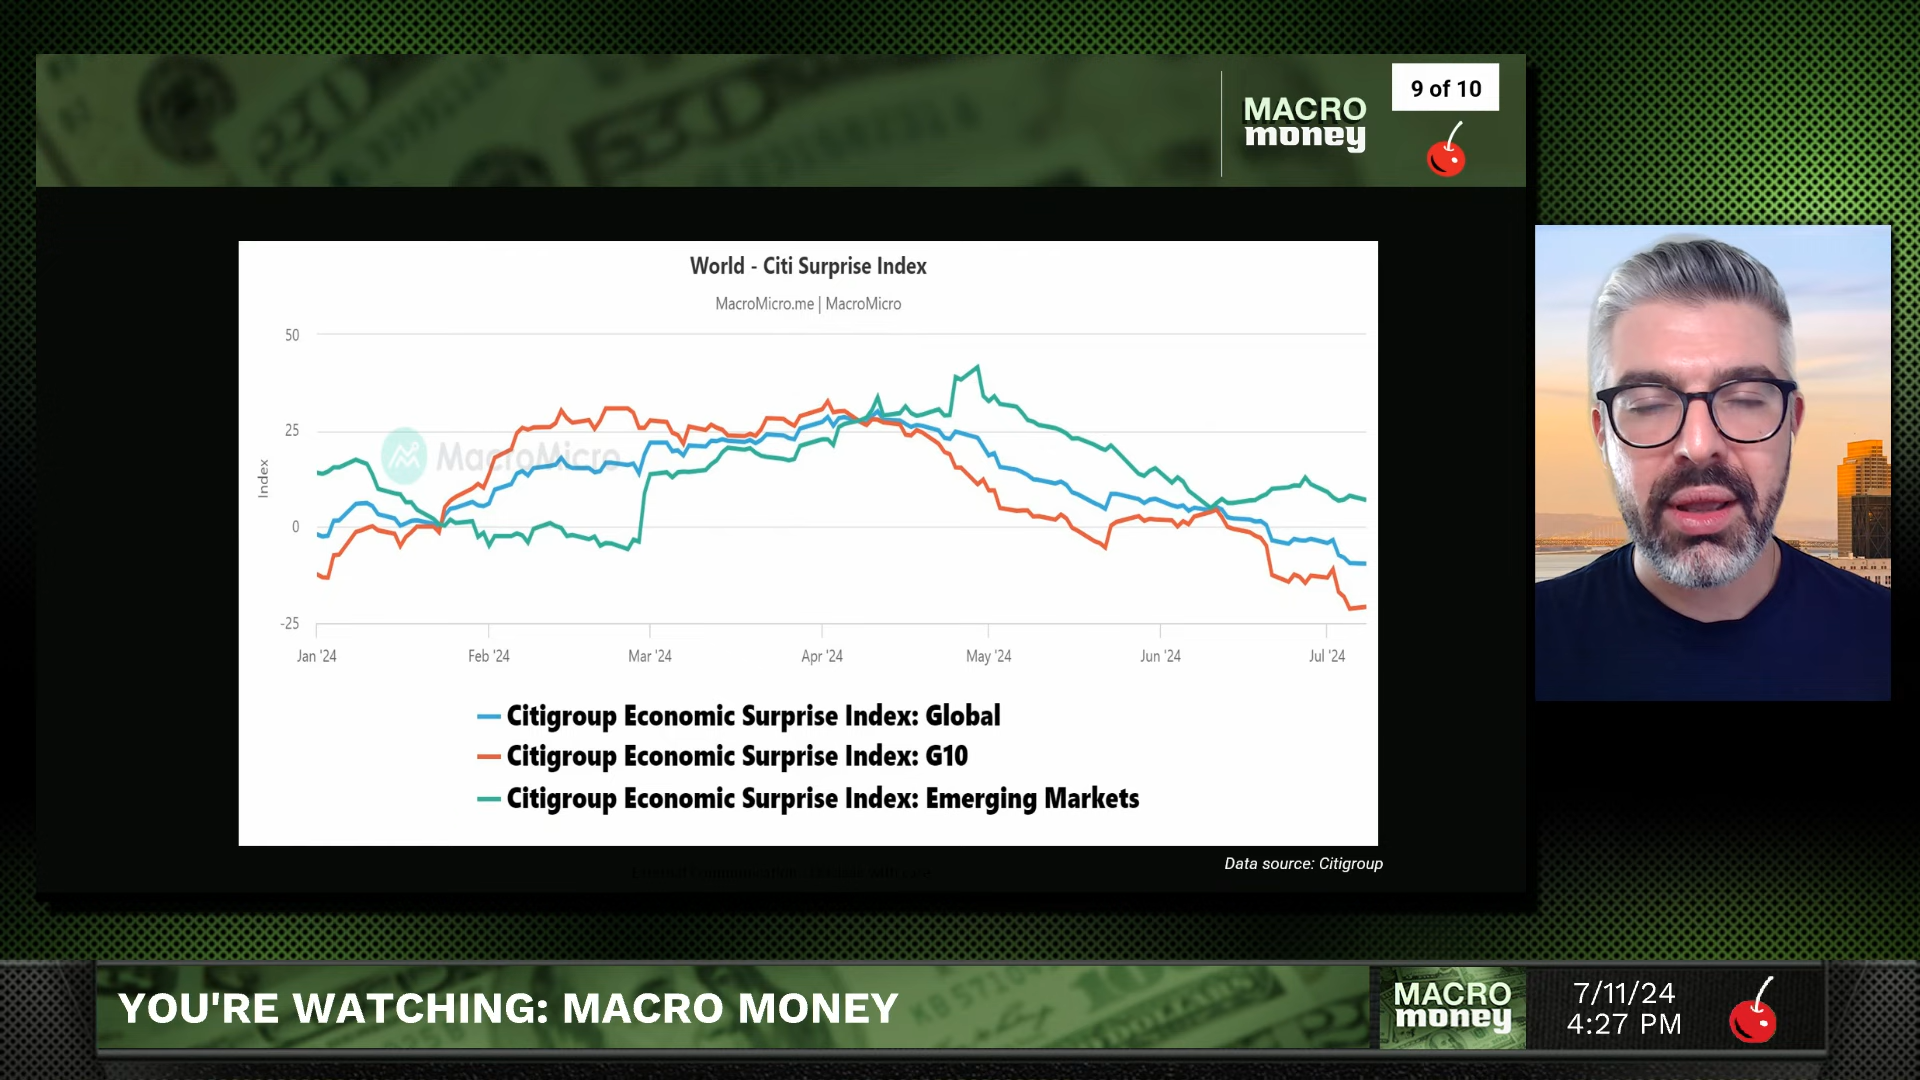 MACRO
money
9 of 10
World - Citi Surprise Index
MacroMicro.me | MacroMicro
50
25
0
-25
Index
MacroMicro
Jan '24 Feb '24 Mar '24 Apr '24 May '24 Jun '24 Jul '24
Citigroup Economic Surprise Index: Global
Citigroup Economic Surprise Index: G10
Citigroup Economic Surprise Index: Emerging Markets
Data source: Citigroup
YOU'RE WATCHING: MACRO MONEY
MACRO
money
7/11/24
4:27 PM